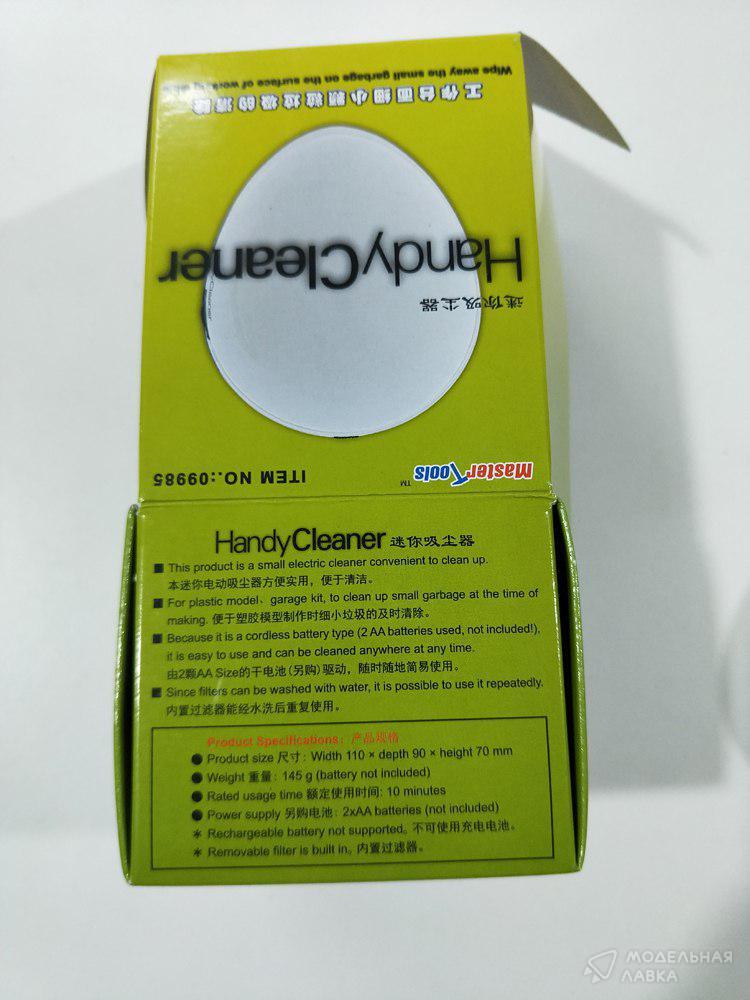 Wipe away the small garbage on the surface of working
工作台面细小颗粒垃圾的清除
HandyCleaner
迷你吸尘器
Master Tools™
ITEM NO.:09985
HandyCleaner 迷你吸尘器
■ This product is a small electric cleaner convenient to clean up.
本迷你电动吸尘器方便实用，便于清洁。
■ For plastic model、garage kit, to clean up small garbage at the time of
making. 便于塑胶模型制作时细小垃圾的及时清除。
■ Because it is a cordless battery type (2 AA batteries used, not included!),
it is easy to use and can be cleaned anywhere at any time.
由2颗AA Size的干电池(另购)驱动，随时随地简易使用。
■ Since filters can be washed with water, it is possible to use it repeatedly.
内置过滤器能经水洗后重复使用。
Product Specifications：产品规格
● Product size 尺寸: Width 110 × depth 90 × height 70 mm
● Weight 重量: 145 g (battery not included)
● Rated usage time 额定使用时间: 10 minutes
● Power supply 另购电池: 2xAA batteries (not included)
＊ Rechargeable battery not supported。不可使用充电电池。
＊ Removable filter is built in。内置过滤器。
МОДЕЛЬНАЯ
ЛАВКА